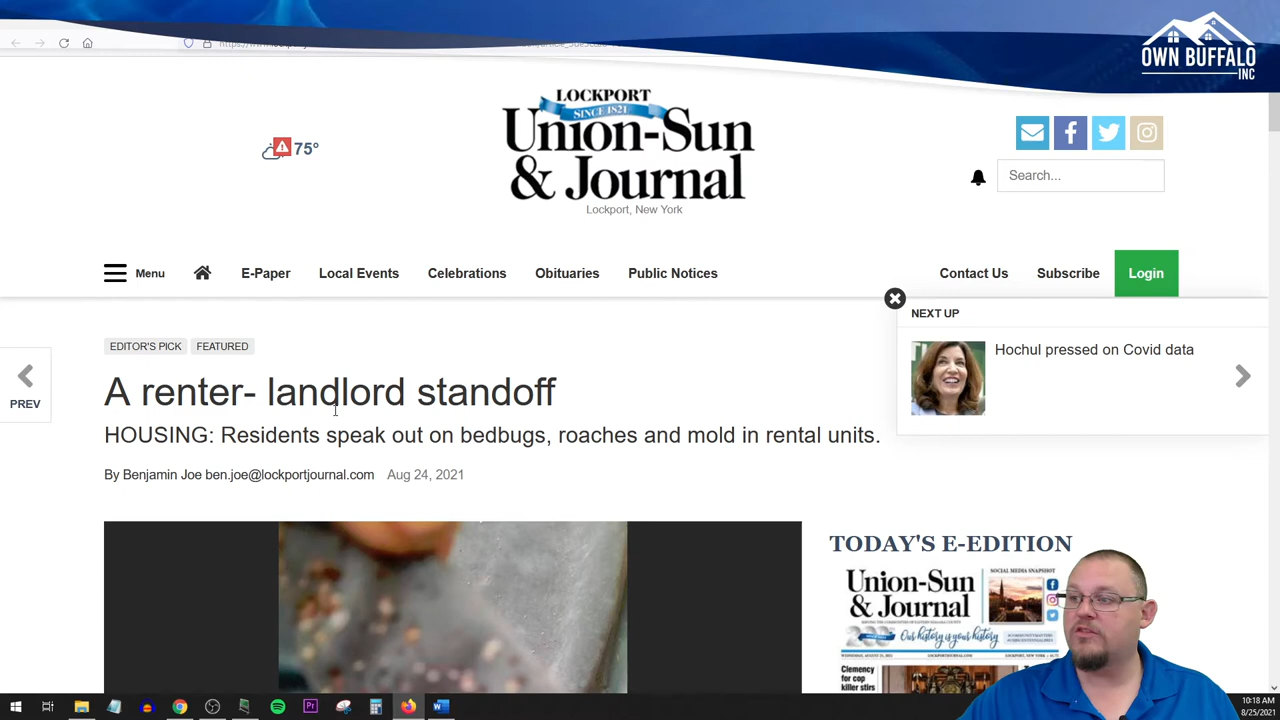 OWN BUFFALO
INC
LOCKPORT
SINCE 1821
Union-Sun
& Journal
Lockport, New York
75°
Search...
Menu
E-Paper
Local Events
Celebrations
Obituaries
Public Notices
Contact Us
Subscribe
Login
NEXT UP
Hochul pressed on Covid data
PREV
EDITOR'S PICK
FEATURED
A renter- landlord standoff
HOUSING: Residents speak out on bedbugs, roaches and mold in rental units.
By Benjamin Joe ben.joe@lockportjournal.com
Aug 24, 2021
TODAY'S E-EDITION
SOCIAL MEDIA SNAPSHOT
Union-Sun
& Journal
Our history is your history
Clemency
for cop
killer stirs
10:18 AM
8/25/2021